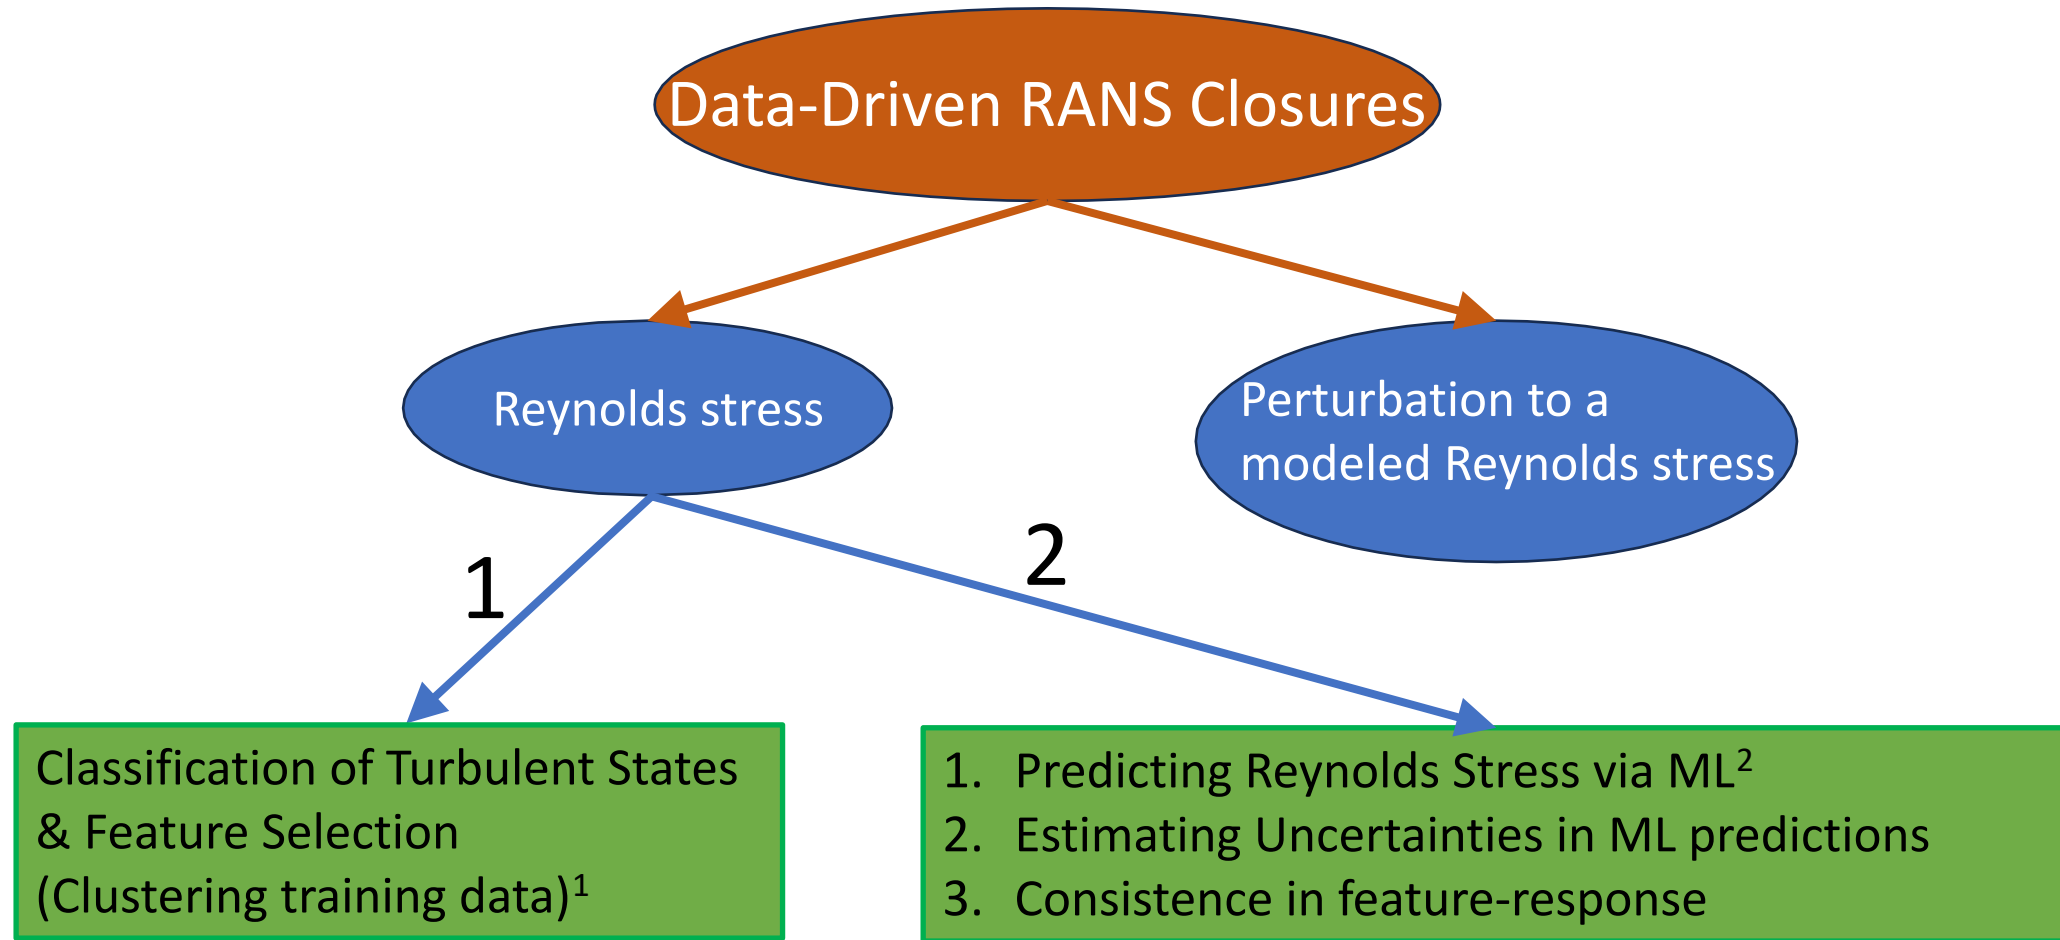 Data-Driven RANS Closures
Reynolds stress
Perturbation to a
modeled Reynolds stress
1
2
Classification of Turbulent States
& Feature Selection
(Clustering training data)¹
1. Predicting Reynolds Stress via ML²
2. Estimating Uncertainties in ML predictions
3. Consistence in feature-response